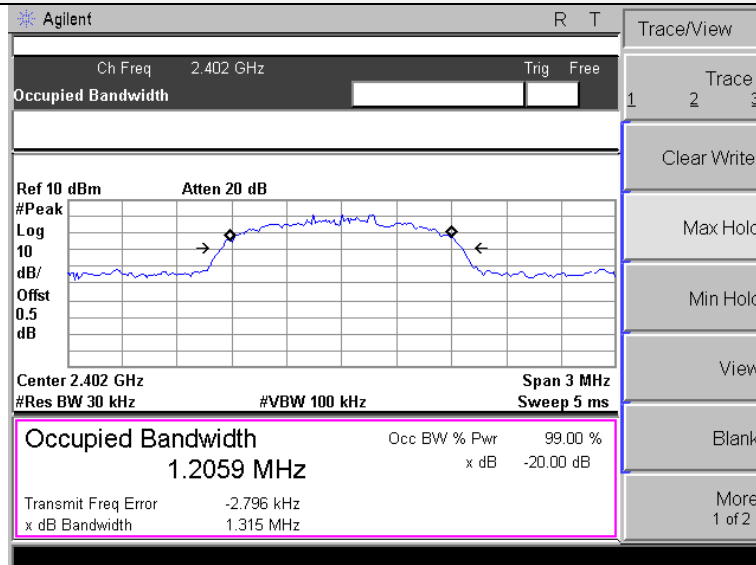 Agilent R T
Ch Freq 2.402 GHz Trig Free
Occupied Bandwidth
Ref 10 dBm Atten 20 dB
#Peak
Log
10
dB/
Offst
0.5
dB
Center 2.402 GHz Span 3 MHz
#Res BW 30 kHz #VBW 100 kHz Sweep 5 ms
Occupied Bandwidth Occ BW % Pwr 99.00 %
1.2059 MHz x dB -20.00 dB
Transmit Freq Error -2.796 kHz
x dB Bandwidth 1.315 MHz
Trace/View
Trace
1 2 3
Clear Write
Max Hold
Min Hold
View
Blank
More
1 of 2